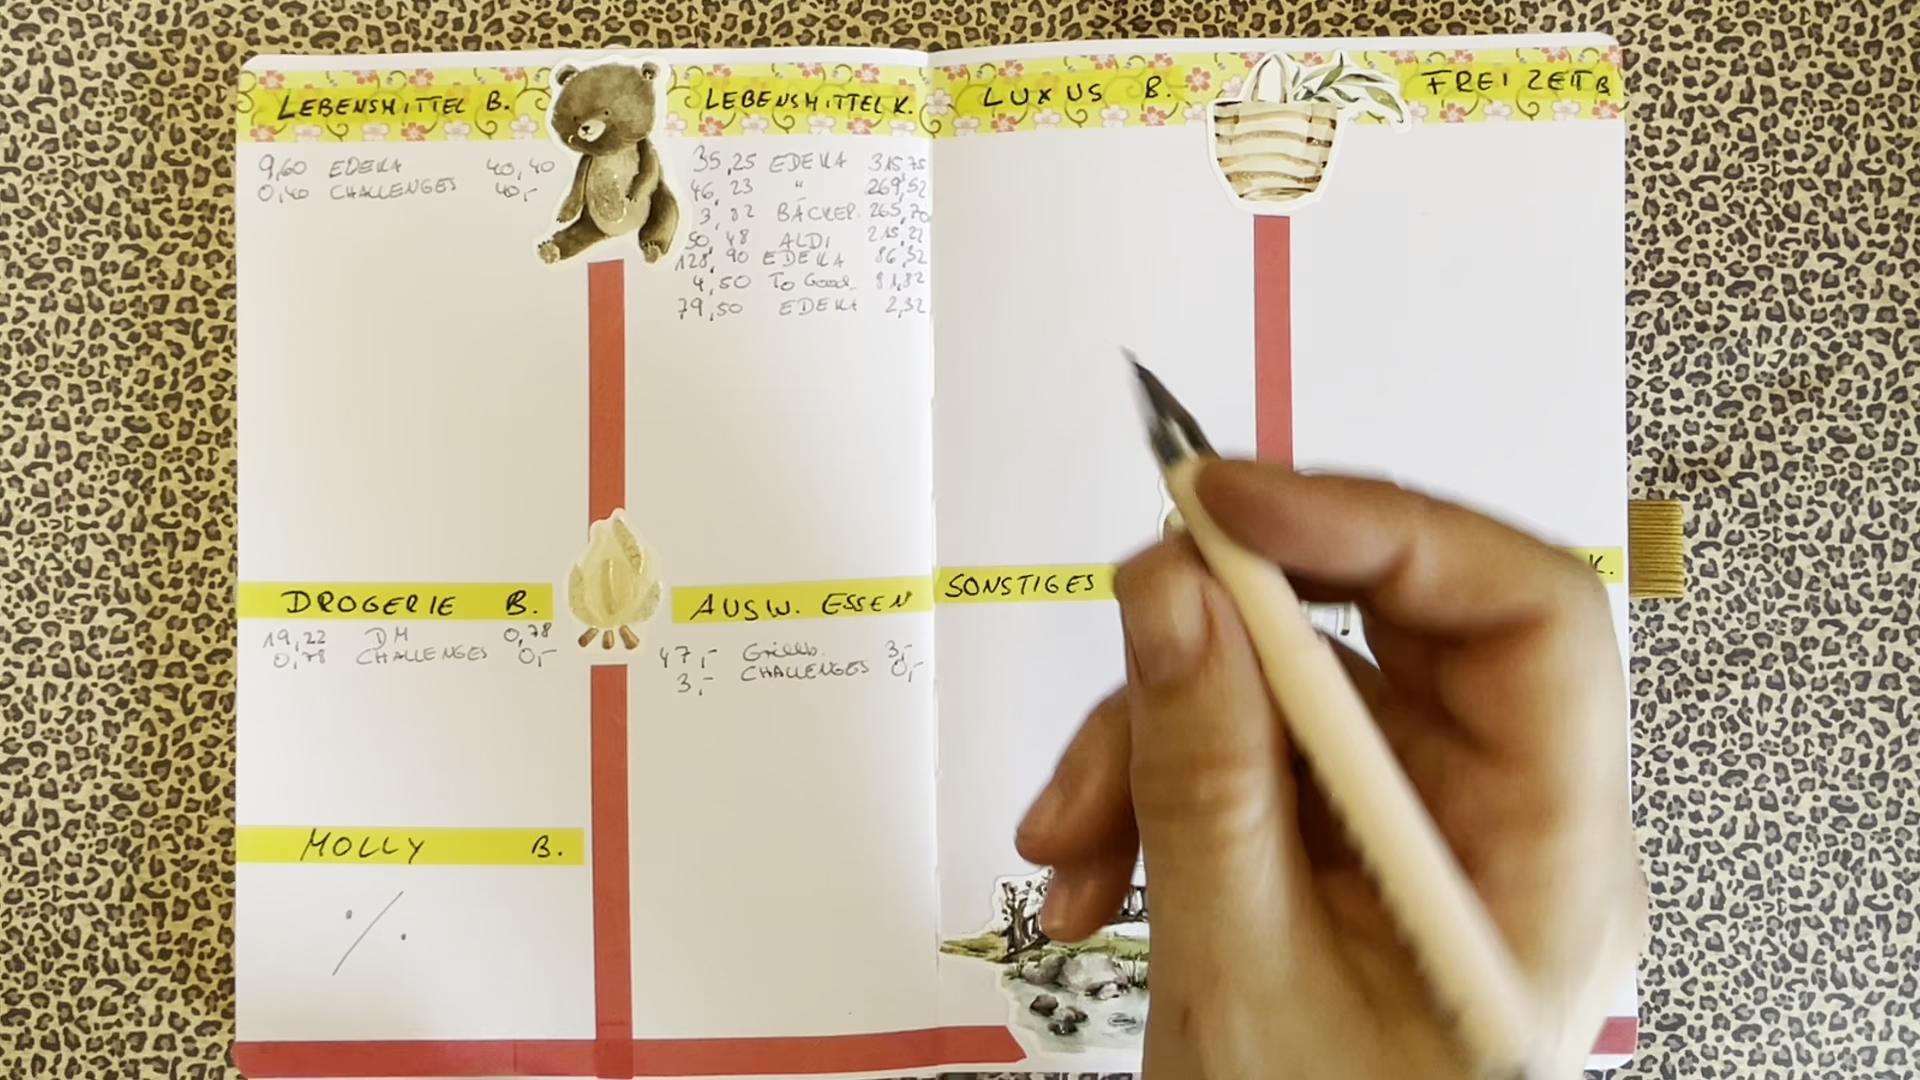 LEBENSMITTEL B.
9,60 EDEKA 40,40
0,40 CHALLENGES 40,-
LEBENSMITTEL K.
35,25 EDEKA 315,75
46,23 " 269,52
3,82 BÄCKER. 265,70
50,48 ALDI 215,22
128,90 EDEKA 86,32
4,50 To Good. 81,82
79,50 EDEKA 2,32
DROGERIE B.
19,22 DM 0,78
0,78 CHALLENGES 0,-
AUSW. ESSEN
47,- Grillb. 3,-
3,- CHALLENGES 0,-
MOLLY B.
./.
LUXUS B.
FREIZEIT B
SONSTIGES
K.